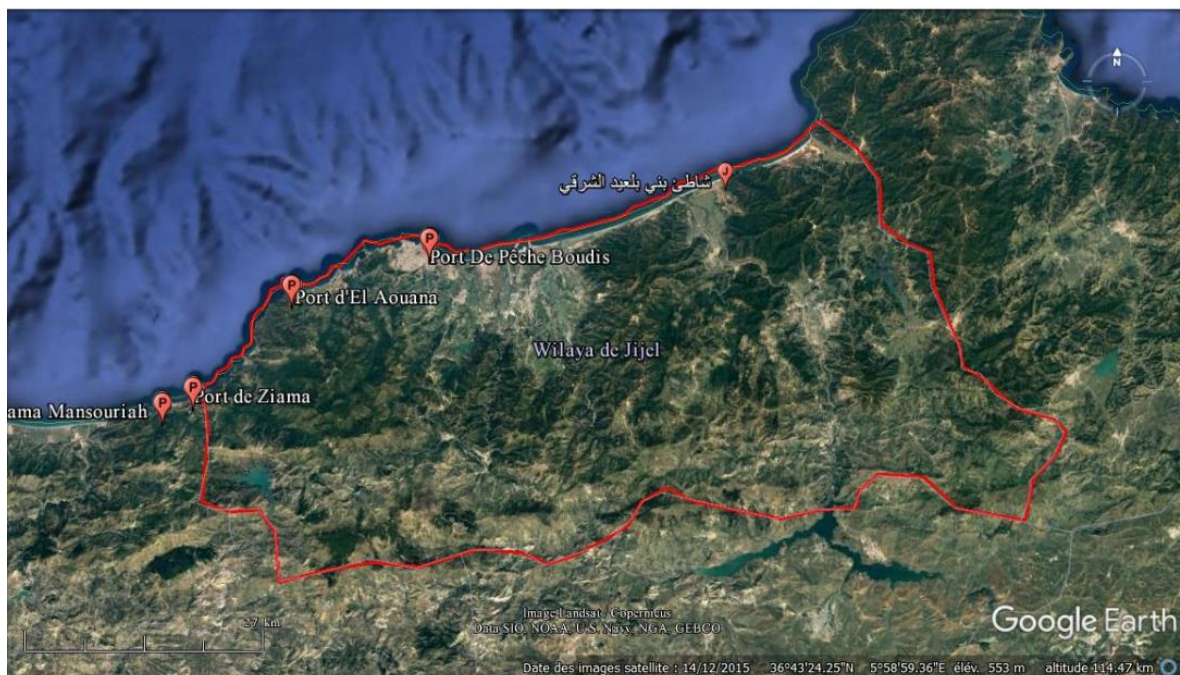 N
J
شاطئ بني بلعيد الشرقي
P
Port De Pêche Boudis
P
Port d'El Aouana
Wilaya de Jijel
P
Port de Ziama
P
ama Mansouriah
Image Landsat / Copernicus
Data SIO, NOAA, U.S. Navy, NGA, GEBCO
27 km
Google Earth
Date des images satellite : 14/12/2015 36°43'24.25"N 5°58'59.36"E élév. 553 m altitude 114.47 km